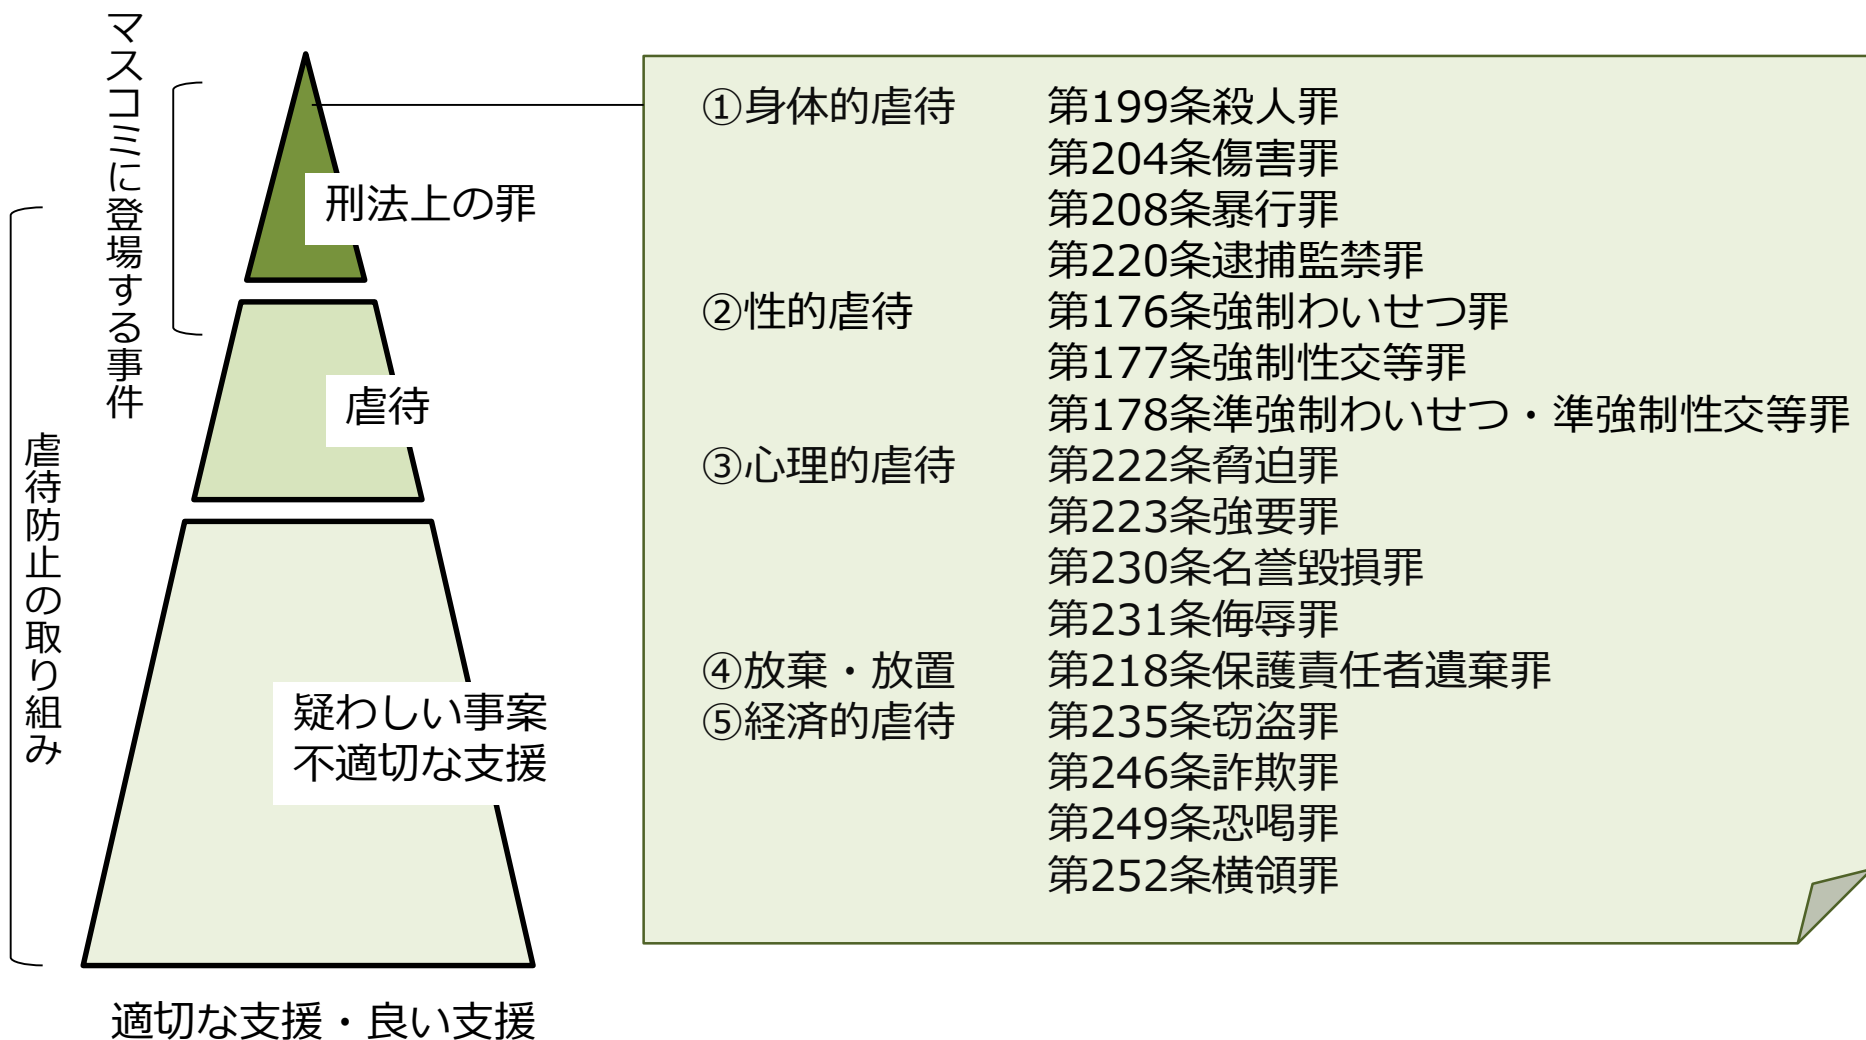 マスコミに登場する事件
虐待防止の取り組み
刑法上の罪
虐待
疑わしい事案
不適切な支援
適切な支援・良い支援
①身体的虐待 第199条殺人罪
第204条傷害罪
第208条暴行罪
第220条逮捕監禁罪
②性的虐待 第176条強制わいせつ罪
第177条強制性交等罪
第178条準強制わいせつ・準強制性交等罪
③心理的虐待 第222条脅迫罪
第223条強要罪
第230条名誉毀損罪
第231条侮辱罪
④放棄・放置 第218条保護責任者遺棄罪
⑤経済的虐待 第235条窃盗罪
第246条詐欺罪
第249条恐喝罪
第252条横領罪